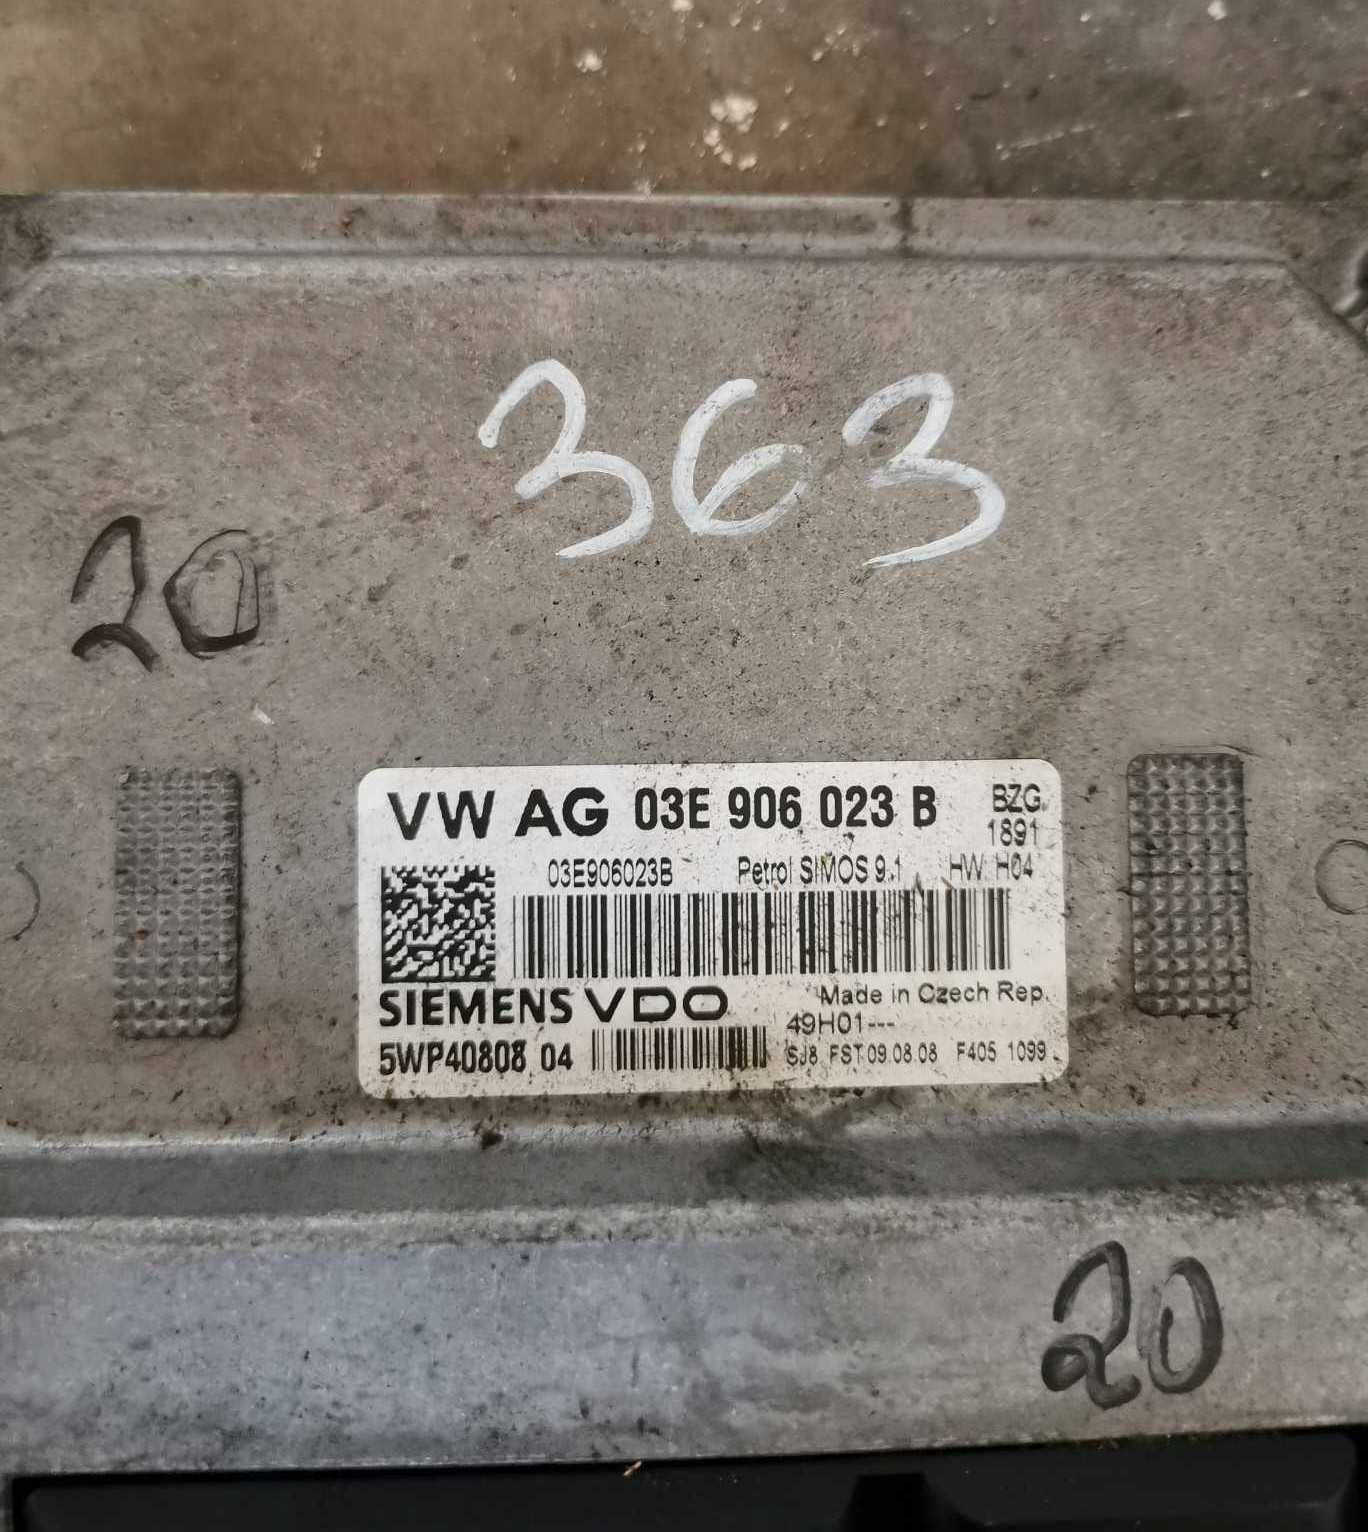 363
20
VW AG 03E 906 023 B
BZG.
1891
03E906023B Petrol SIMOS 9.1 HW H04
SIEMENS VDO
Made in Czech Rep.
49H01---
5WP40808 04
SJ8 FST 09.08.08 F405 1099
20